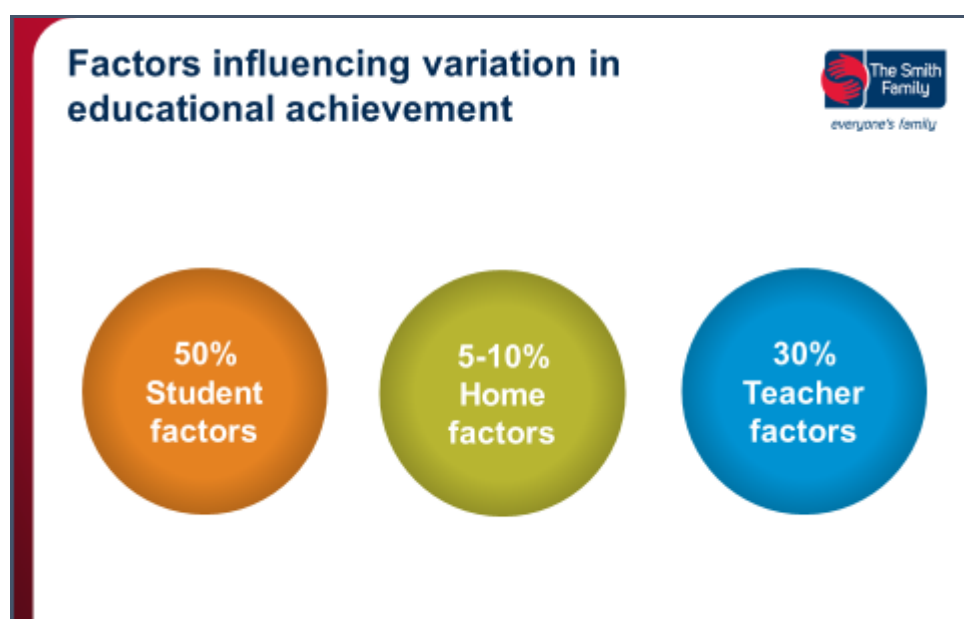 Factors influencing variation in
educational achievement
The Smith
Family
everyone's family
50%
Student
factors
5-10%
Home
factors
30%
Teacher
factors